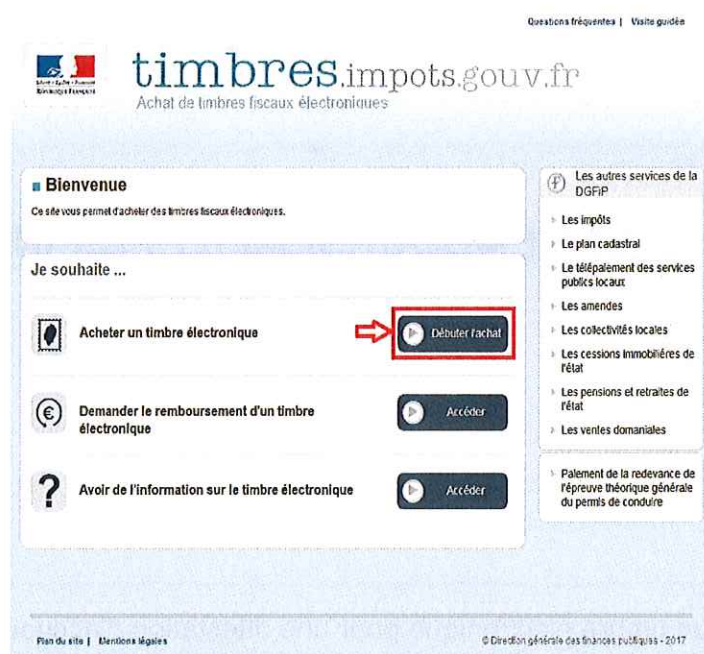 Questions fréquentes | Visite guidée
timbres.impots.gouv.fr
Achat de timbres fiscaux électroniques
Liberté • Égalité • Fraternité
RÉPUBLIQUE FRANÇAISE
Bienvenue
Ce site vous permet d'acheter des timbres fiscaux électroniques.
Je souhaite ...
Acheter un timbre électronique
Débuter l'achat
Demander le remboursement d'un timbre
électronique
Accéder
Avoir de l'information sur le timbre électronique
Accéder
Les autres services de la
DGFiP
Les impôts
Le plan cadastral
Le télépaiement des services
publics locaux
Les amendes
Les collectivités locales
Les cessions immobilières de
l'état
Les pensions et retraites de
l'état
Les ventes domaniales
Paiement de la redevance de
l'épreuve théorique générale
du permis de conduire
Plan du site | Mentions légales
© Direction générale des finances publiques - 2017